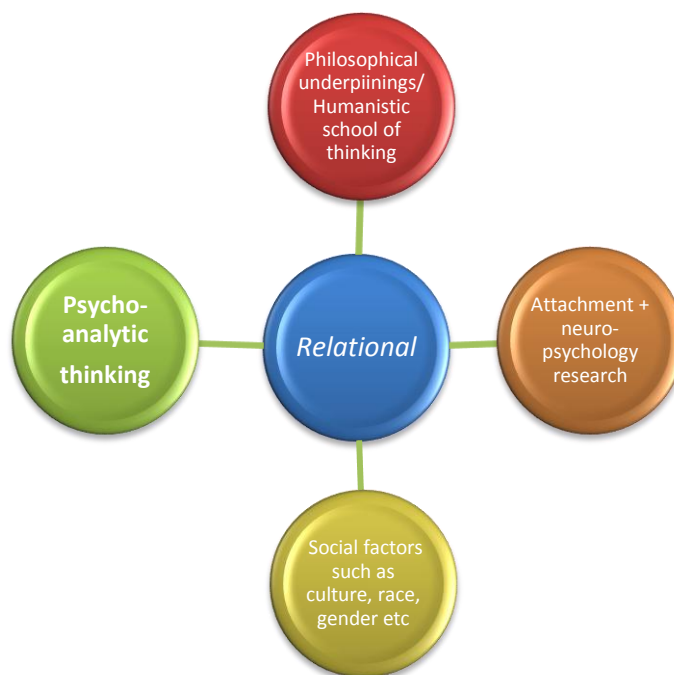 Philosophical
underpiinings/
Humanistic
school of
thinking
Psycho-
analytic
thinking
Relational
Attachment +
neuro-
psychology
research
Social factors
such as
culture, race,
gender etc